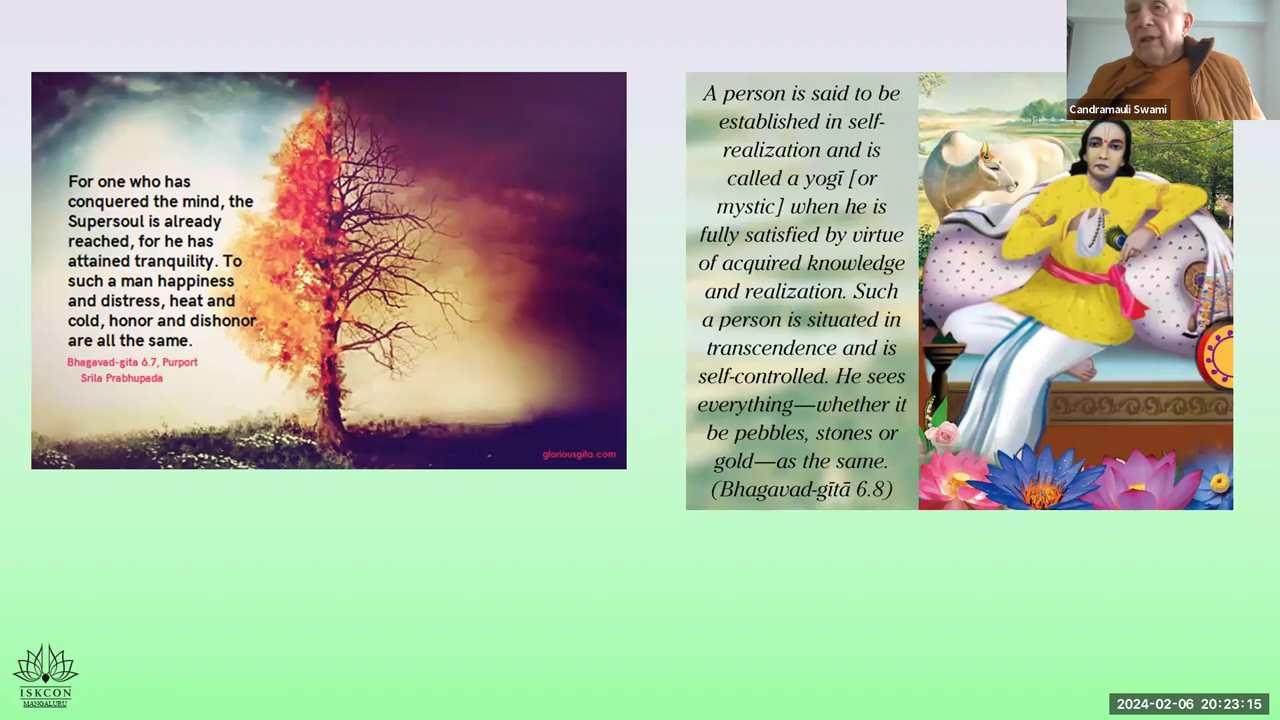 Candramauli Swami
For one who has
conquered the mind, the
Supersoul is already
reached, for he has
attained tranquility. To
such a man happiness
and distress, heat and
cold, honor and dishonor
are all the same.
Bhagavad-gita 6.7, Purport
Srila Prabhupada
gloriousgita.com
A person is said to be
established in self-
realization and is
called a yogī [or
mystic] when he is
fully satisfied by virtue
of acquired knowledge
and realization. Such
a person is situated in
transcendence and is
self-controlled. He sees
everything—whether it
be pebbles, stones or
gold—as the same.
(Bhagavad-gītā 6.8)
ISKCON
MANGALURU
2024-02-06 20:23:15